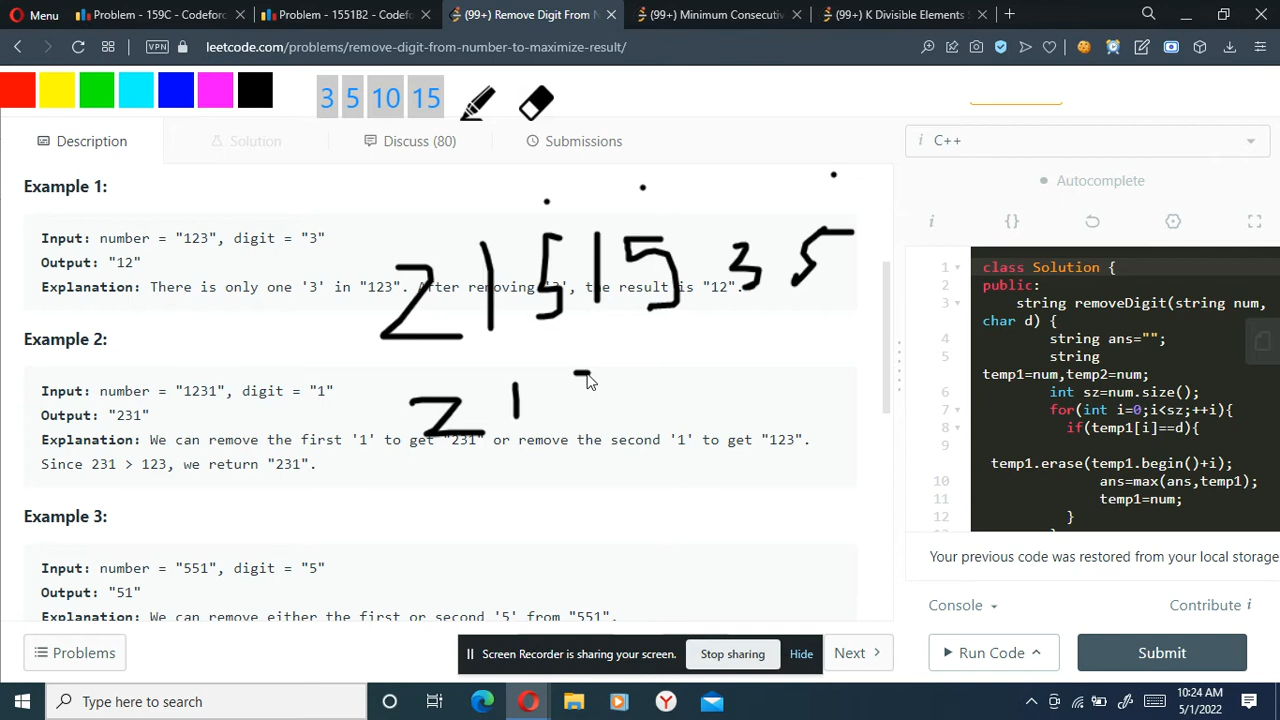 Menu
Problem - 159C - Codefor
Problem - 1551B2 - Codef
(99+) Remove Digit From N
(99+) Minimum Consecutiv
(99+) K Divisible Elements S
VPN leetcode.com/problems/remove-digit-from-number-to-maximize-result/
3 5 10 15
Description
Solution
Discuss (80)
Submissions
Example 1:
Input: number = "123", digit = "3"
Output: "12"
Explanation: There is only one '3' in "123". After removing '3', the result is "12".
2 1 5 1 5 3 5
Example 2:
Input: number = "1231", digit = "1"
Output: "231"
Explanation: We can remove the first '1' to get "231" or remove the second '1' to get "123".
Since 231 > 123, we return "231".
2 1
Example 3:
Input: number = "551", digit = "5"
Output: "51"
Explanation: We can remove either the first or second '5' from "551".
Problems
Screen Recorder is sharing your screen. Stop sharing Hide
Next
i C++
Autocomplete
i {}
1 class Solution {
2 public:
3 string removeDigit(string num,
char d) {
4 string ans="";
5 string
temp1=num,temp2=num;
6 int sz=num.size();
7 for(int i=0;i<sz;++i){
8 if(temp1[i]==d){
9
temp1.erase(temp1.begin()+i);
10 ans=max(ans,temp1);
11 temp1=num;
12 }
Your previous code was restored from your local storage
Console
Contribute i
Run Code
Submit
Type here to search
10:24 AM
5/1/2022